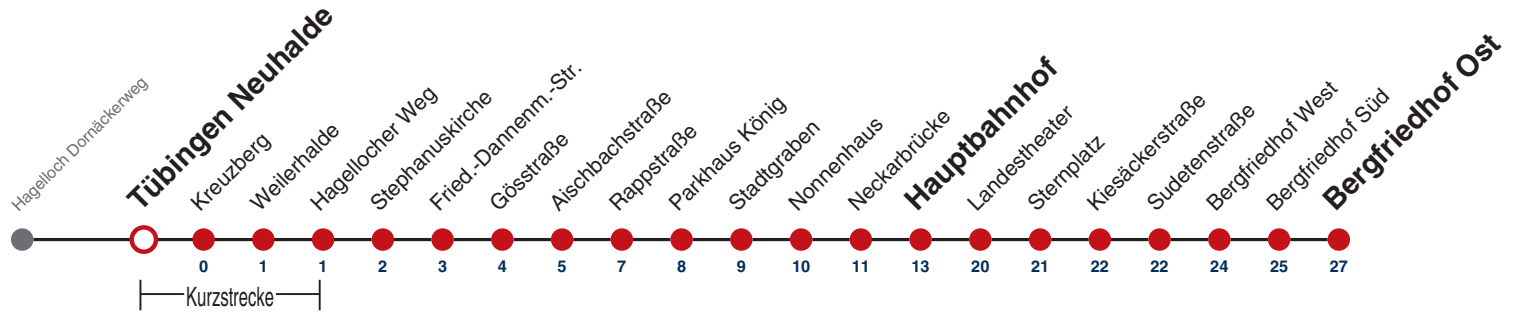 Hagelloch Dornäckerweg
Tübingen Neuhalde
Kreuzberg
Weilerhalde
Hagellocher Weg
Stephanuskirche
Fried.-Dannenm.-Str.
Gösstraße
Aischbachstraße
Rappstraße
Parkhaus König
Stadtgraben
Nonnenhaus
Neckarbrücke
Hauptbahnhof
Landestheater
Sternplatz
Kiesäckerstraße
Sudetenstraße
Bergfriedhof West
Bergfriedhof Süd
Bergfriedhof Ost
0 1 1 2 3 4 5 7 8 9 10 11 13 20 21 22 22 24 25 27
Kurzstrecke